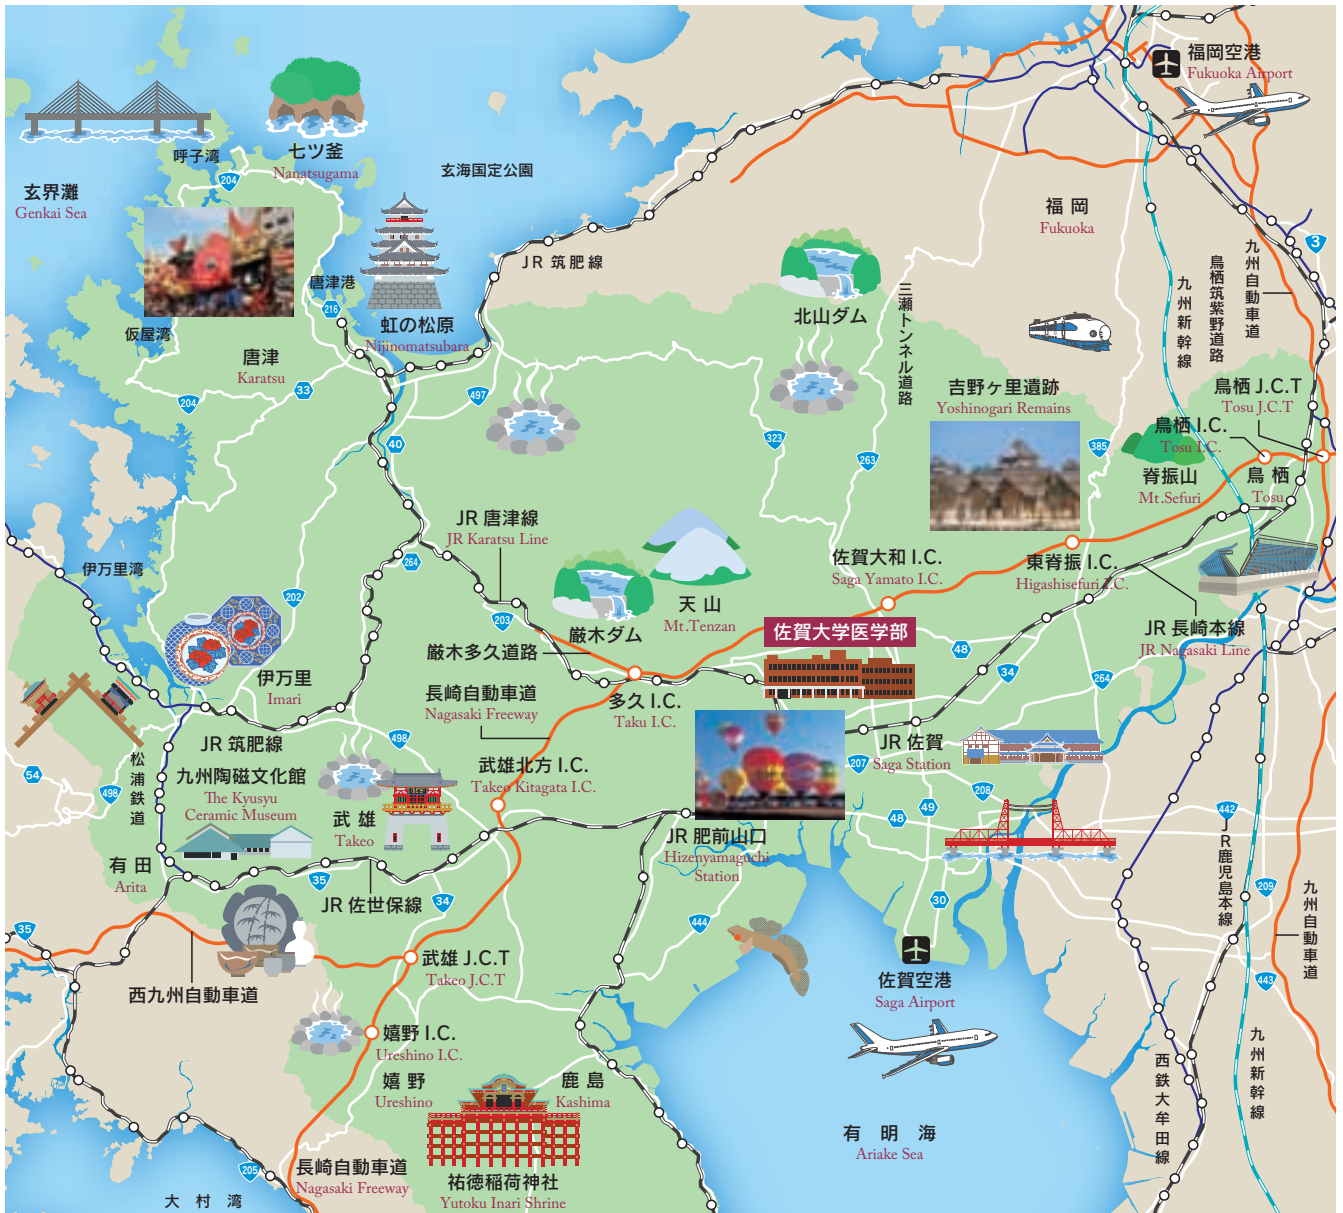 福岡空港
Fukuoka Airport
呼子湾
七ツ釜
Nanatsugama
玄海国定公園
玄界灘
Genkai Sea
204
福岡
Fukuoka
3
JR 筑肥線
唐津港
216
虹の松原
Nijinomatsubara
仮屋湾
唐津
Karatsu
33
204
497
40
北山ダム
三瀬トンネル道路
九州新幹線
鳥栖筑紫野道路
九州自動車道
吉野ヶ里遺跡
Yoshinogari Remains
鳥栖 J.C.T
Tosu J.C.T
鳥栖 I.C.
Tosu I.C.
脊振山
Mt.Sefuri
鳥栖
Tosu
323
263
385
JR 唐津線
JR Karatsu Line
264
伊万里湾
202
203
厳木ダム
天山
Mt.Tenzan
佐賀大和 I.C.
Saga Yamato I.C.
東脊振 I.C.
Higashisefuri I.C.
佐賀大学医学部
JR 長崎本線
JR Nagasaki Line
厳木多久道路
48
34
264
伊万里
Imari
長崎自動車道
Nagasaki Freeway
多久 I.C.
Taku I.C.
JR 筑肥線
498
松浦鉄道
54
498
九州陶磁文化館
The Kyusyu
Ceramic Museum
武雄北方 I.C.
Takeo Kitagata I.C.
JR 佐賀
Saga Station
207
208
49
48
442
武雄
Takeo
JR 肥前山口
Hizenyamaguchi
Station
JR鹿児島本線
209
九州自動車道
有田
Arita
35
JR 佐世保線
34
444
30
35
西九州自動車道
武雄 J.C.T
Takeo J.C.T
佐賀空港
Saga Airport
443
嬉野 I.C.
Ureshino I.C.
嬉野
Ureshino
鹿島
Kashima
九州新幹線
西鉄大牟田線
有明海
Ariake Sea
205
大村湾
長崎自動車道
Nagasaki Freeway
祐徳稲荷神社
Yutoku Inari Shrine